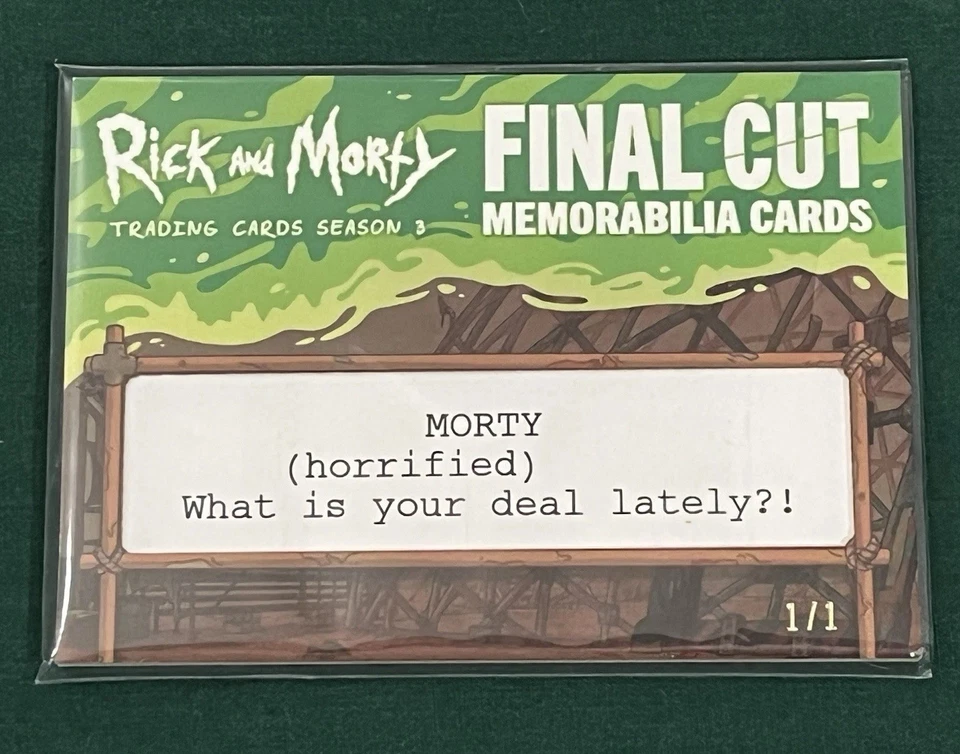 Rick and Morty
TRADING CARDS SEASON 3
FINAL CUT
MEMORABILIA CARDS
MORTY
(horrified)
What is your deal lately?!
1/1